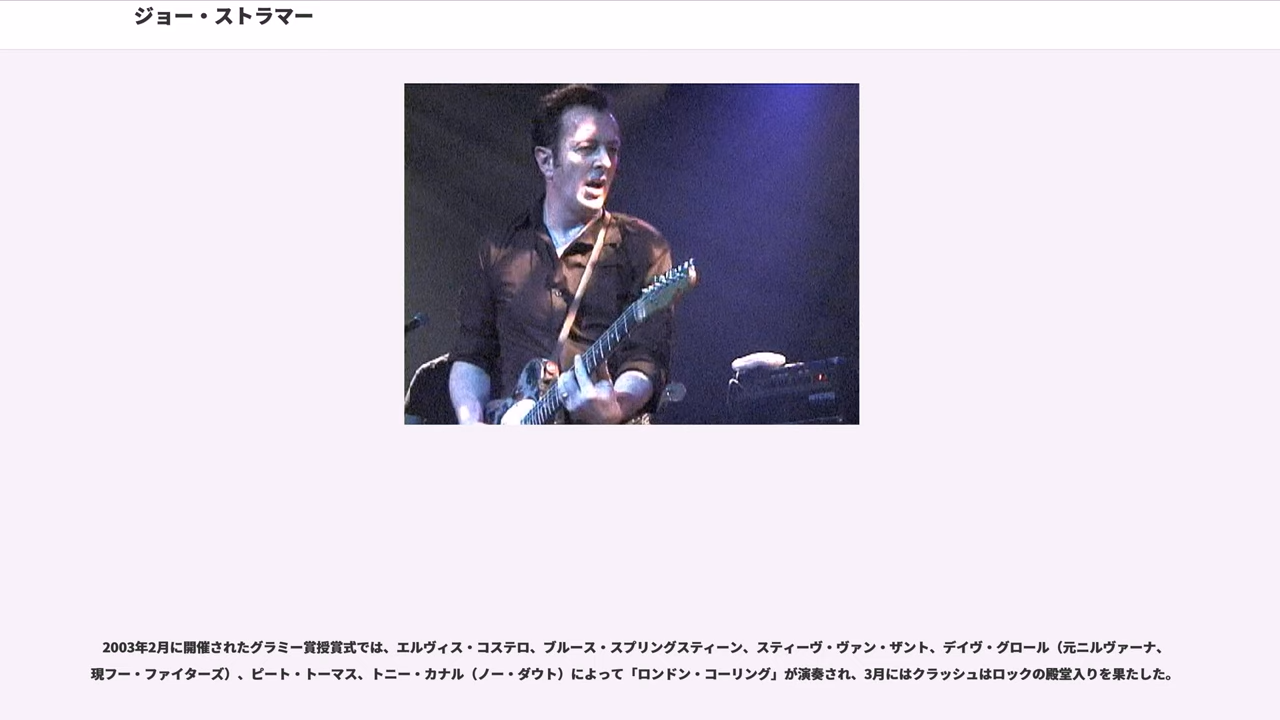 ジョー・ストラマー
2003年2月に開催されたグラミー賞授賞式では、エルヴィス・コステロ、ブルース・スプリングスティーン、スティーヴ・ヴァン・ザント、デイヴ・グロール（元ニルヴァーナ、
現フー・ファイターズ）、ピート・トーマス、トニー・カナル（ノー・ダウト）によって「ロンドン・コーリング」が演奏され、3月にはクラッシュはロックの殿堂入りを果たした。